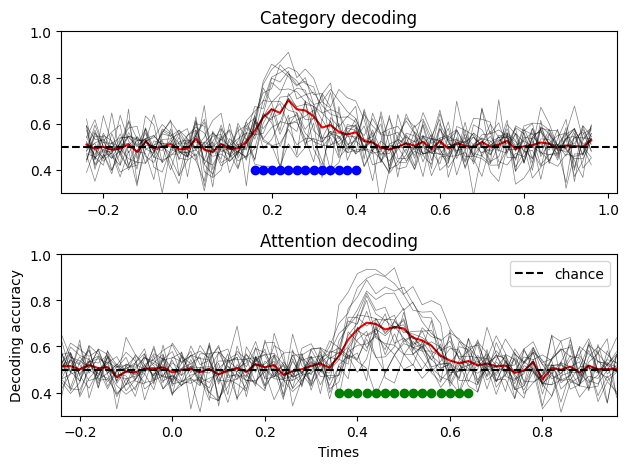 Category decoding
1.0
0.8
0.6
0.4
−0.2 0.0 0.2 0.4 0.6 0.8 1.0
Attention decoding
Decoding accuracy
1.0
0.8
0.6
0.4
chance
−0.2 0.0 0.2 0.4 0.6 0.8
Times